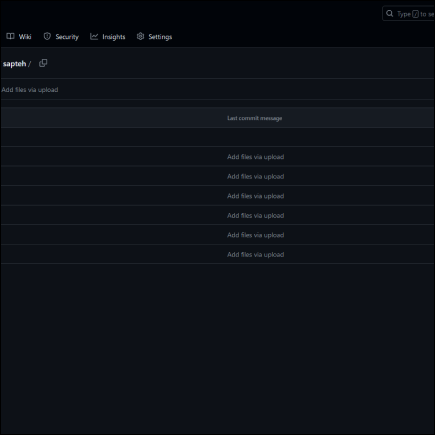 Type / to se
Wiki Security Insights Settings
sapteh /
Add files via upload
Last commit message
Add files via upload
Add files via upload
Add files via upload
Add files via upload
Add files via upload
Add files via upload